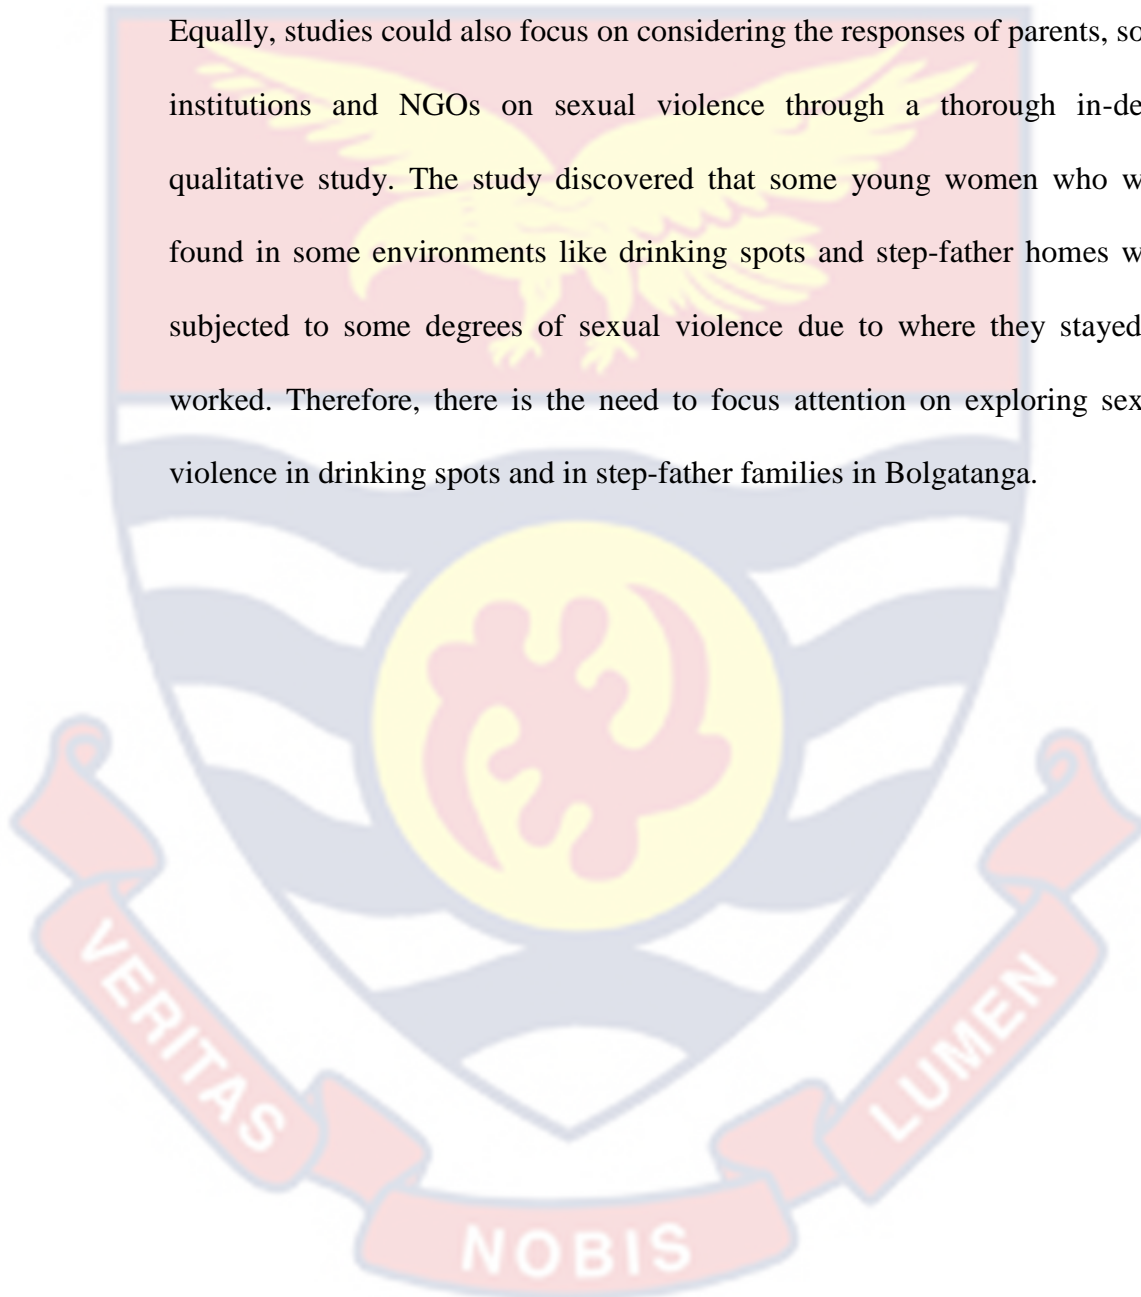 Equally, studies could also focus on considering the responses of parents, so
institutions and NGOs on sexual violence through a thorough in-de
qualitative study. The study discovered that some young women who w
found in some environments like drinking spots and step-father homes w
subjected to some degrees of sexual violence due to where they stayed
worked. Therefore, there is the need to focus attention on exploring sex
violence in drinking spots and in step-father families in Bolgatanga.
VERITAS
NOBIS
LUMEN